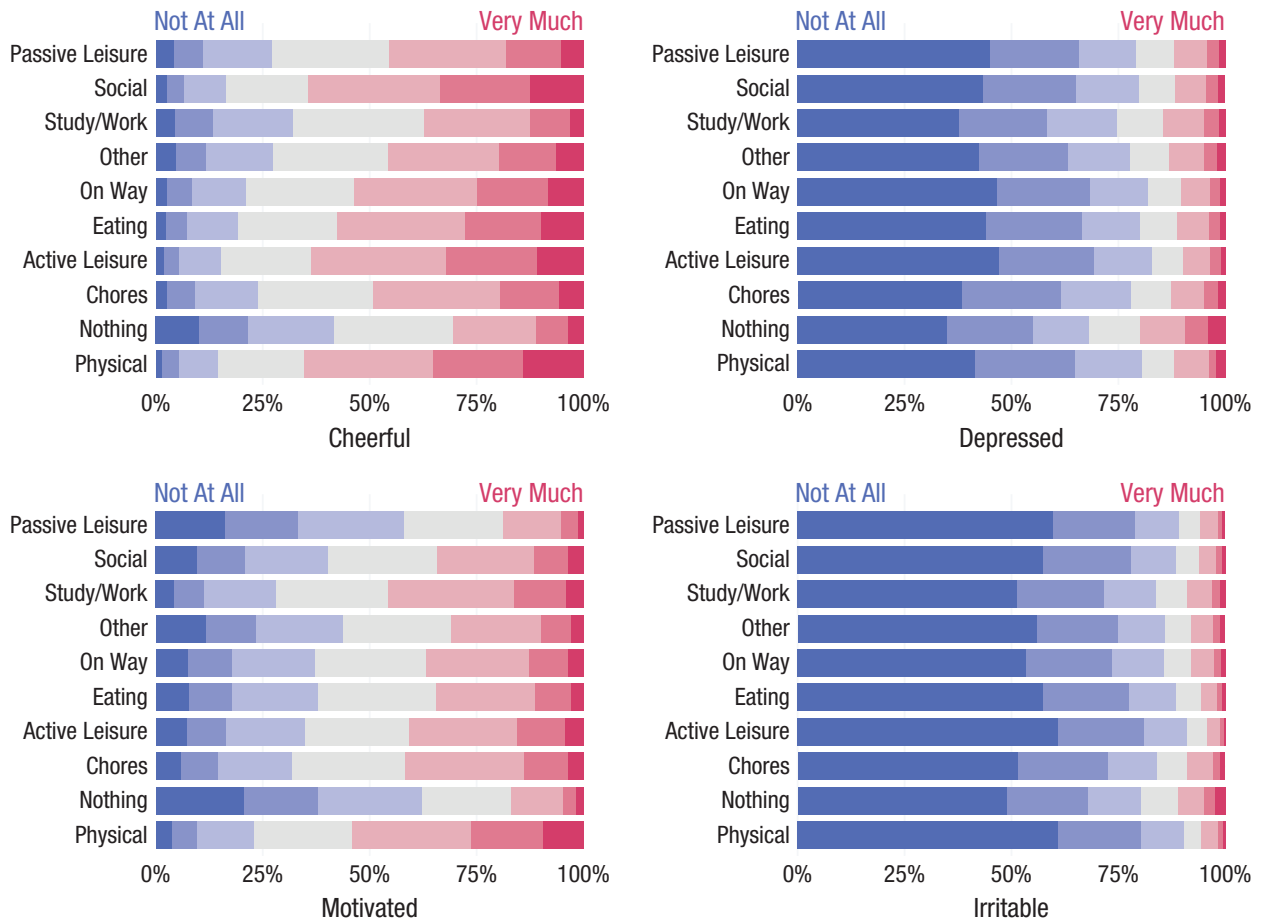 Not At All Very Much
Passive Leisure
Social
Study/Work
Other
On Way
Eating
Active Leisure
Chores
Nothing
Physical
0% 25% 50% 75% 100%
Cheerful
Not At All Very Much
Passive Leisure
Social
Study/Work
Other
On Way
Eating
Active Leisure
Chores
Nothing
Physical
0% 25% 50% 75% 100%
Depressed
Not At All Very Much
Passive Leisure
Social
Study/Work
Other
On Way
Eating
Active Leisure
Chores
Nothing
Physical
0% 25% 50% 75% 100%
Motivated
Not At All Very Much
Passive Leisure
Social
Study/Work
Other
On Way
Eating
Active Leisure
Chores
Nothing
Physical
0% 25% 50% 75% 100%
Irritable